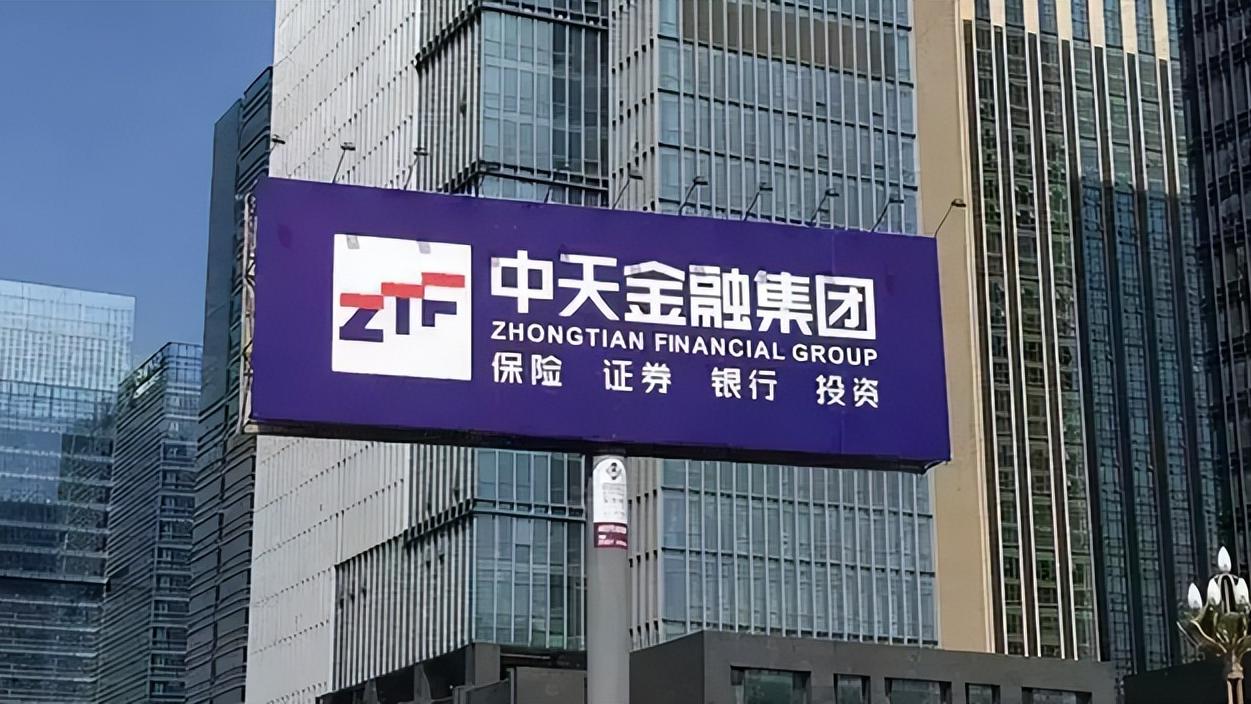 ZTF
中天金融集团
ZHONGTIAN FINANCIAL GROUP
保险 证券 银行 投资